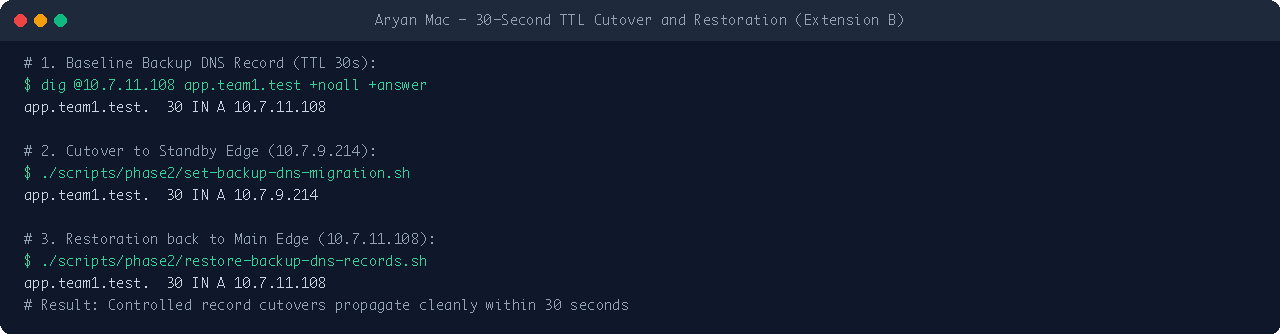 Aryan Mac — 30-Second TTL Cutover and Restoration (Extension B)
# 1. Baseline Backup DNS Record (TTL 30s):
$ dig @10.7.11.108 app.team1.test +noall +answer
app.team1.test.  30 IN A 10.7.11.108
# 2. Cutover to Standby Edge (10.7.9.214):
$ ./scripts/phase2/set-backup-dns-migration.sh
app.team1.test.  30 IN A 10.7.9.214
# 3. Restoration back to Main Edge (10.7.11.108):
$ ./scripts/phase2/restore-backup-dns-records.sh
app.team1.test.  30 IN A 10.7.11.108
# Result: Controlled record cutovers propagate cleanly within 30 seconds